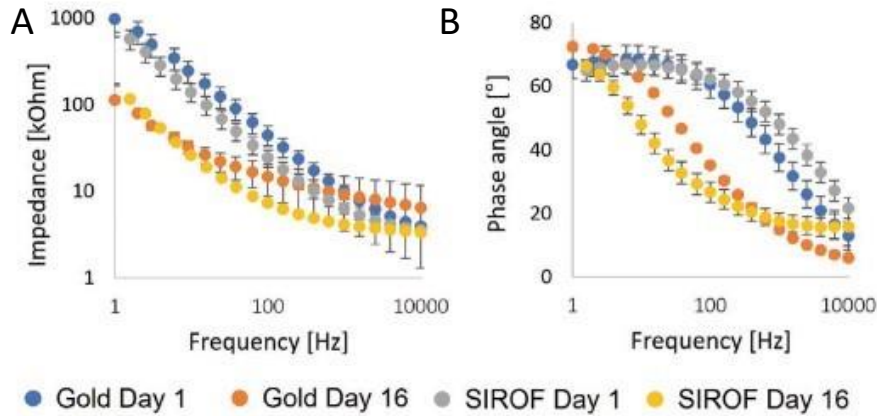 A
B
1000
100
10
1
Impedance [kOhm]
1
100
10000
Frequency [Hz]
80
60
40
20
0
Phase angle [°]
1
100
10000
Frequency [Hz]
Gold Day 1 Gold Day 16 SIROF Day 1 SIROF Day 16